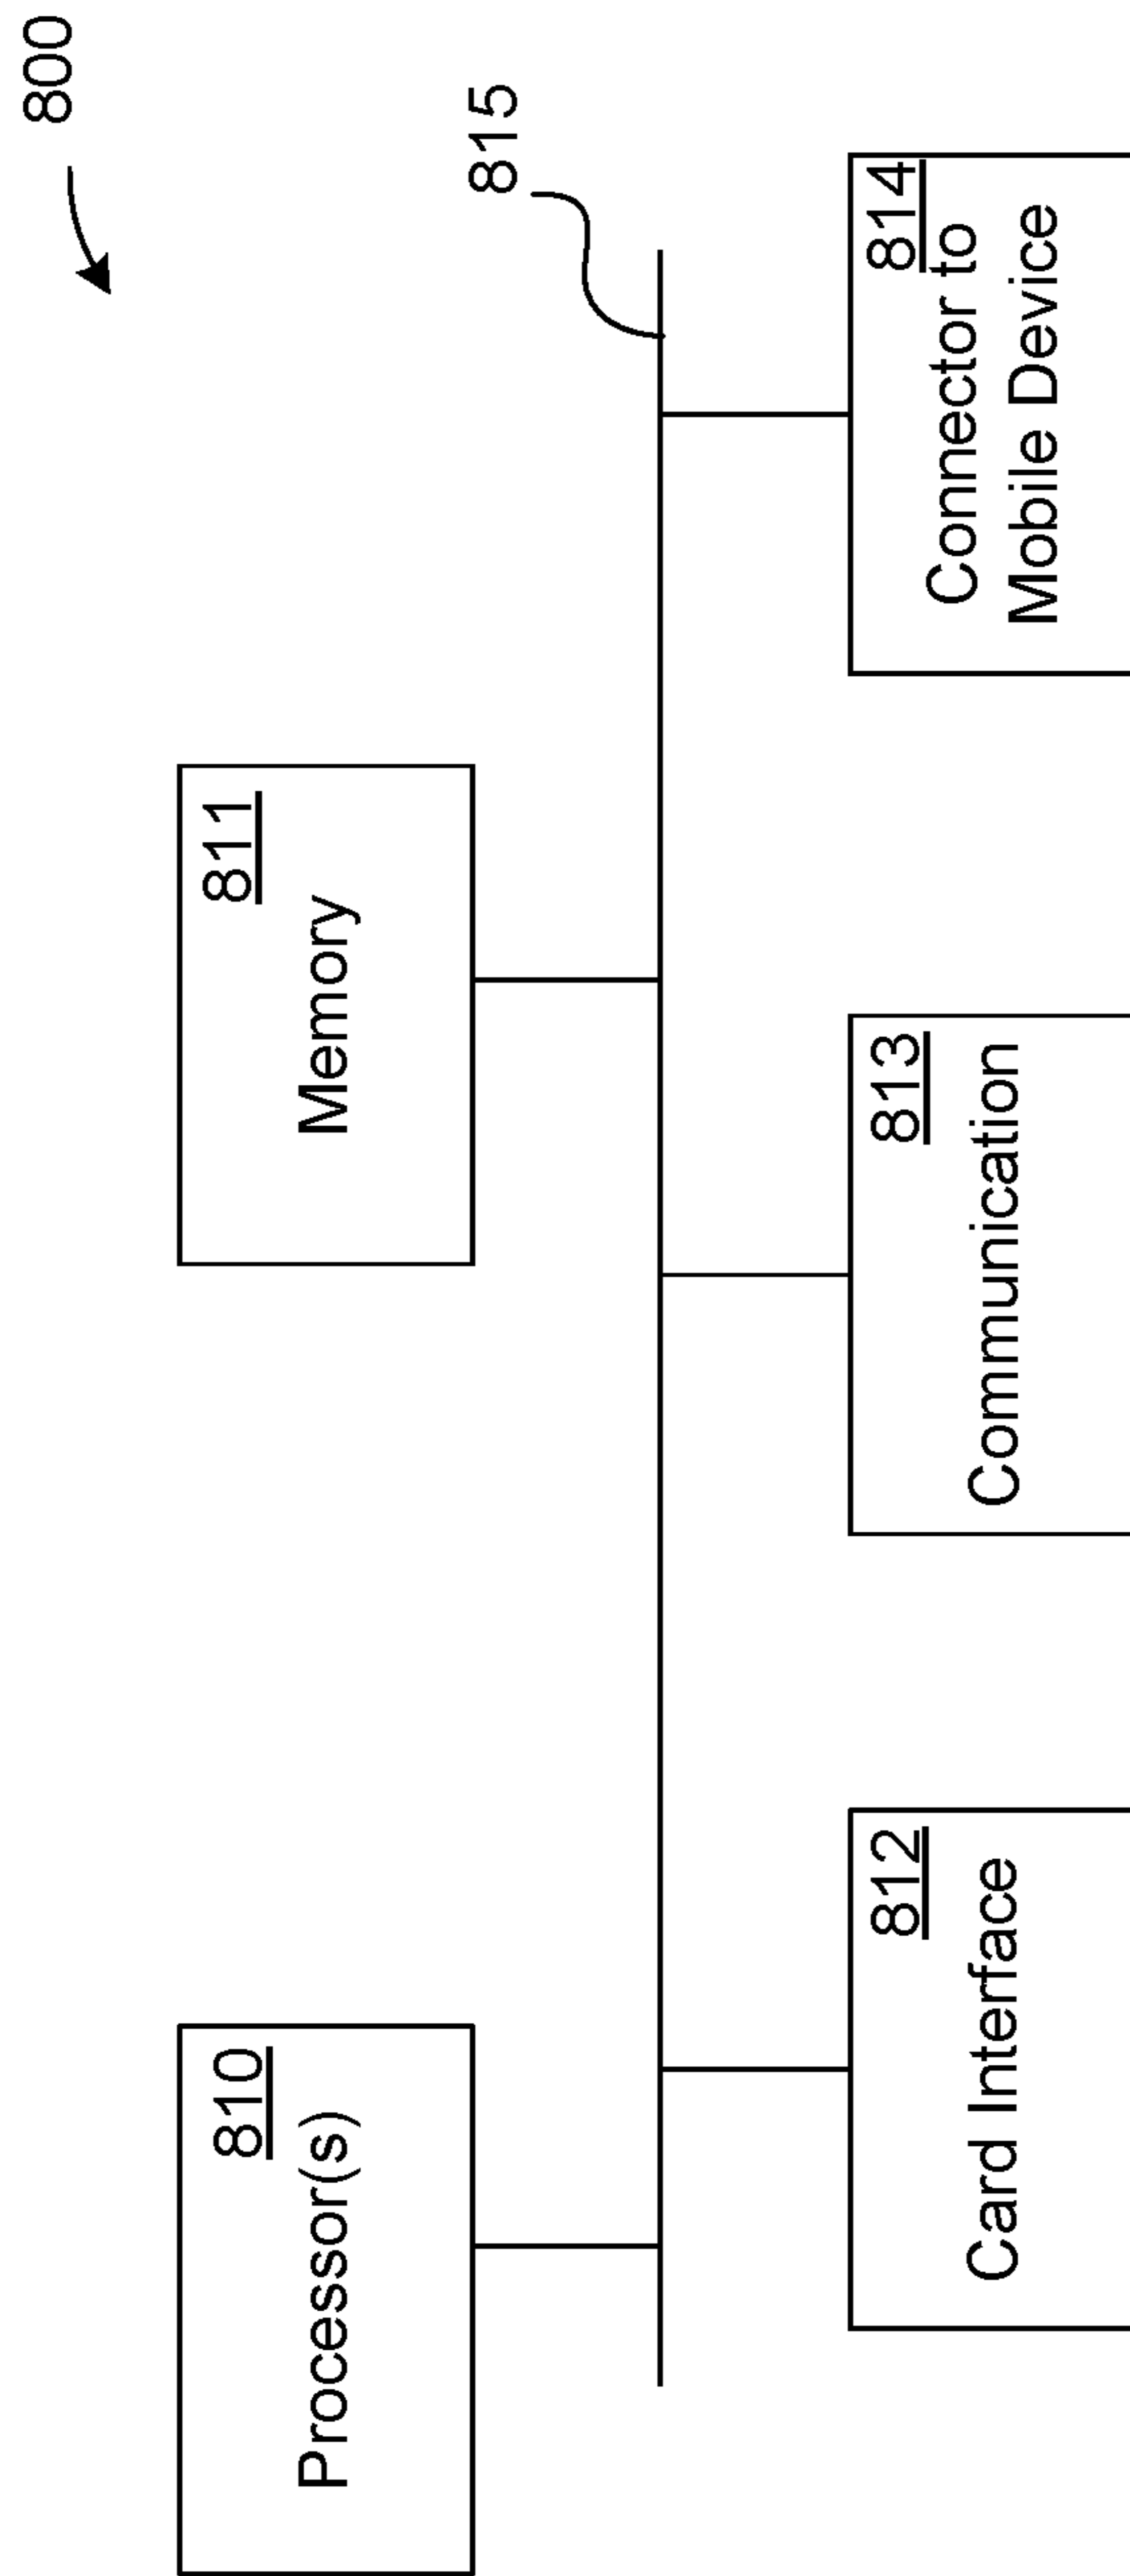 800
810
Processor(s)
811
Memory
815
812
Card Interface
813
Communication
814
Connector to
Mobile Device